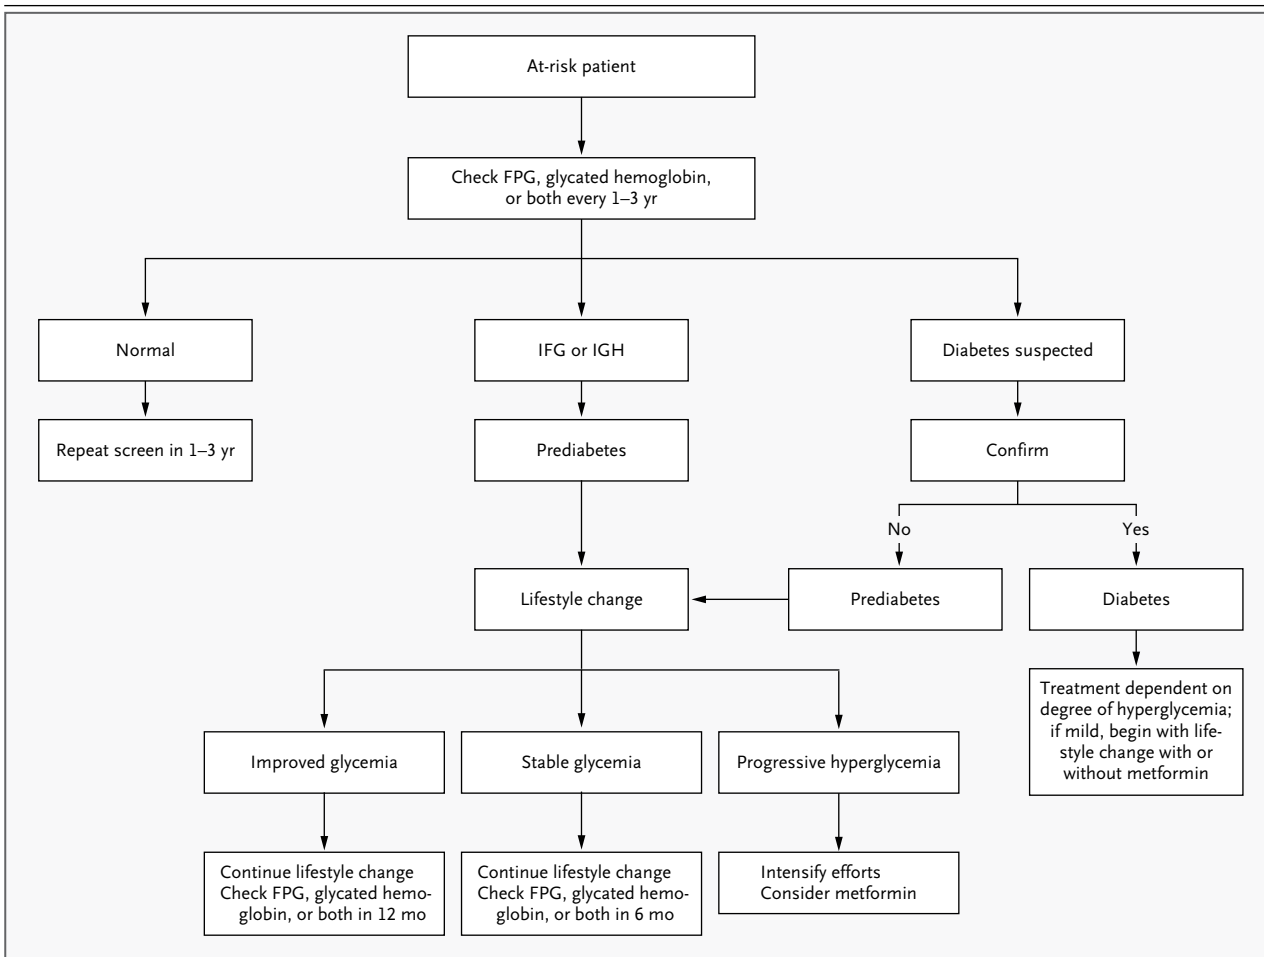 At-risk patient
Check FPG, glycated hemoglobin,
or both every 1–3 yr
Normal
IFG or IGH
Diabetes suspected
Repeat screen in 1–3 yr
Prediabetes
Confirm
No
Yes
Lifestyle change
Prediabetes
Diabetes
Treatment dependent on
degree of hyperglycemia;
if mild, begin with life-
style change with or
without metformin
Improved glycemia
Stable glycemia
Progressive hyperglycemia
Continue lifestyle change
Check FPG, glycated hemo-
globin, or both in 12 mo
Continue lifestyle change
Check FPG, glycated hemo-
globin, or both in 6 mo
Intensify efforts
Consider metformin